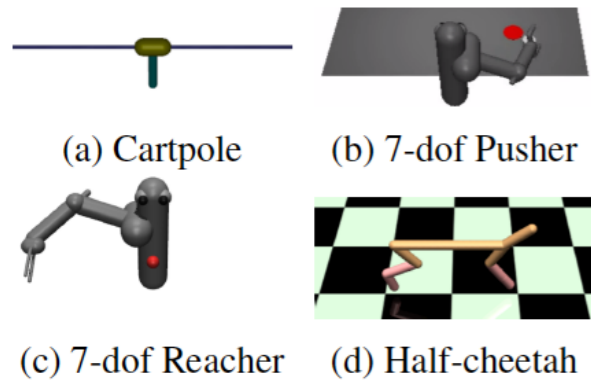 (a) Cartpole
(b) 7-dof Pusher
(c) 7-dof Reacher
(d) Half-cheetah